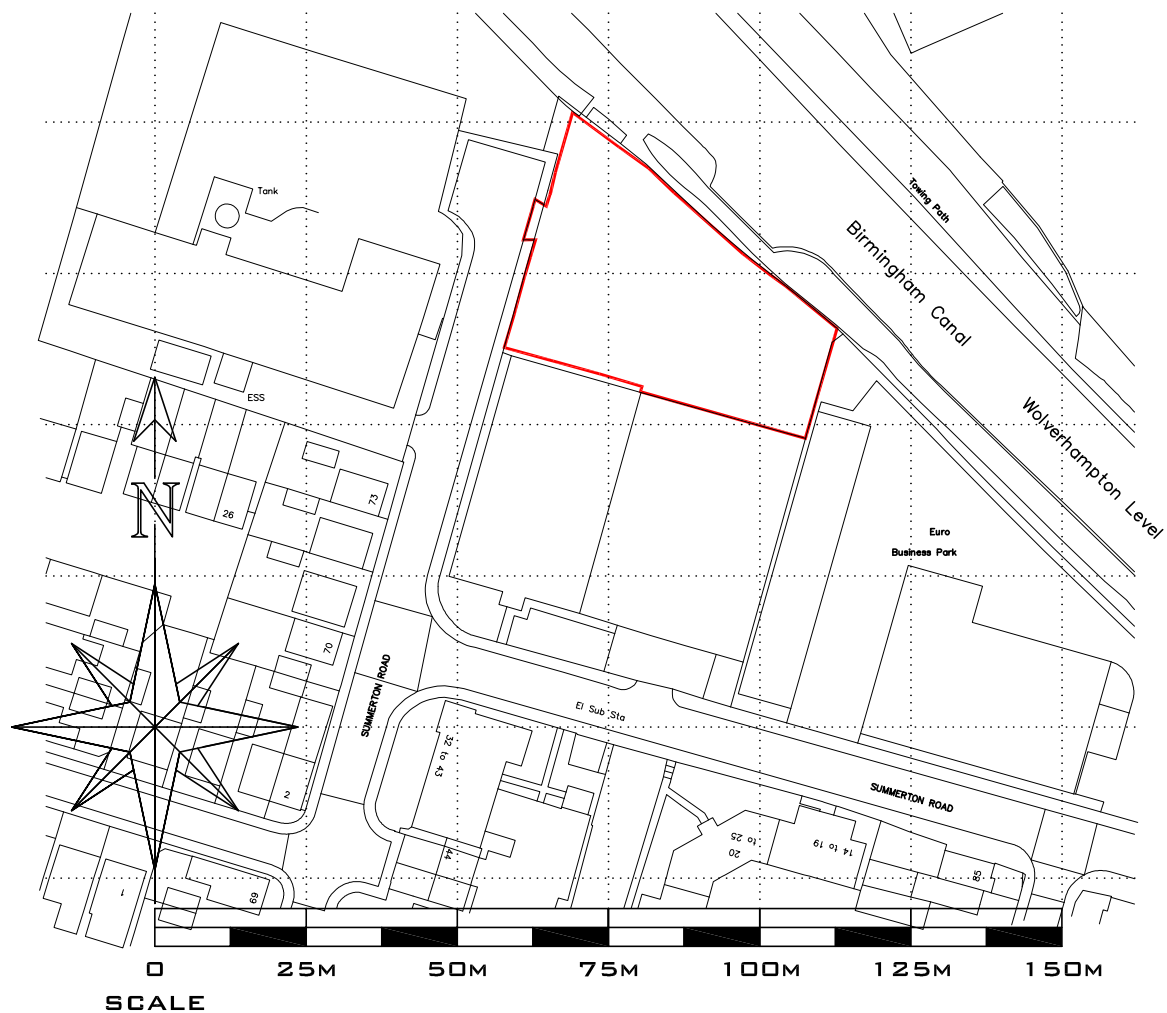 Tank
Towing Path
Birmingham Canal
Wolverhampton Level
ESS
73
26
N
Euro
Business Park
70
SUMMERTON ROAD
El Sub Sta
32 to 43
2
SUMMERTON ROAD
20 to 25
14 to 19
44
85
1
69
0
25M
50M
75M
100M
125M
150M
SCALE